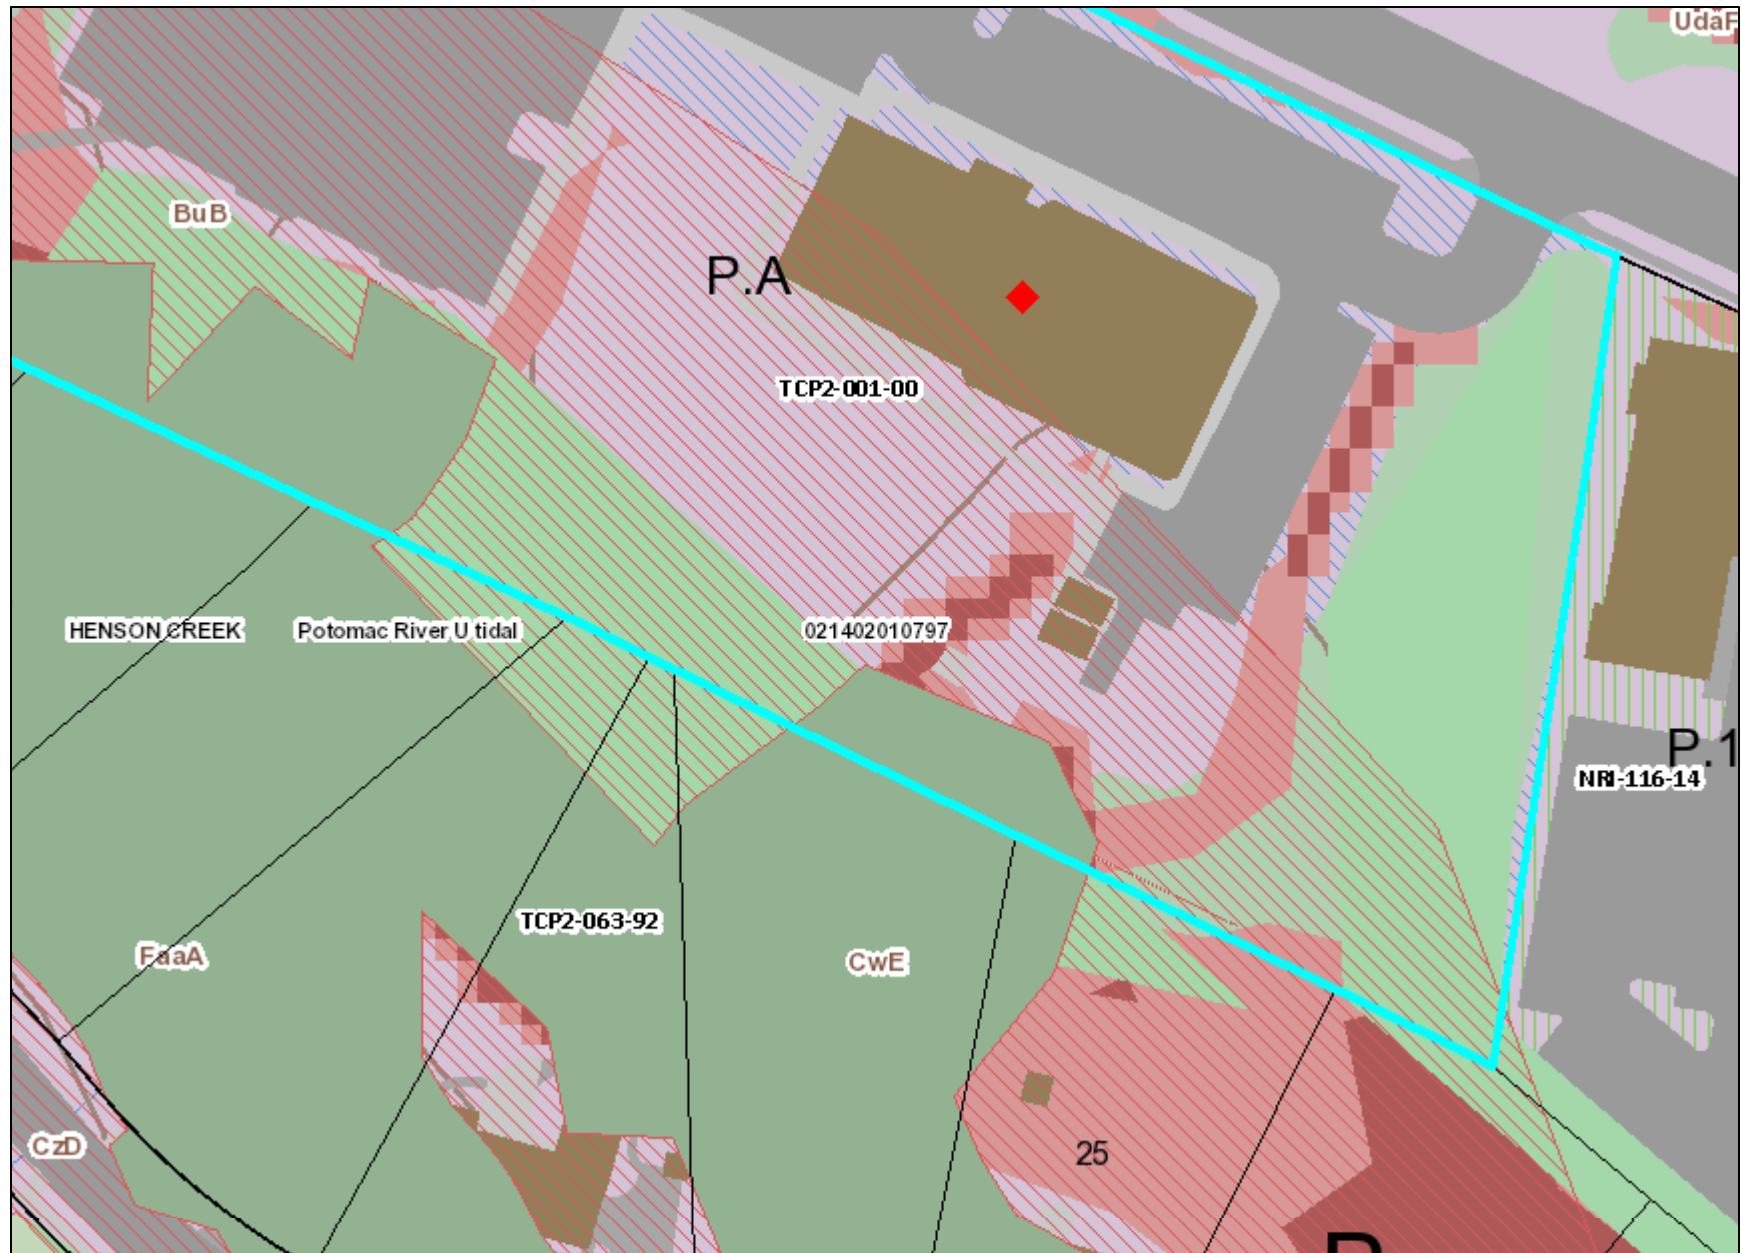 UdaF
BuB
P.A
TCP2-001-00
HENSON CREEK
Potomac River U tidal
021402010797
P.1
NRI-116-14
TCP2-063-92
FaaA
CwE
CzD
25